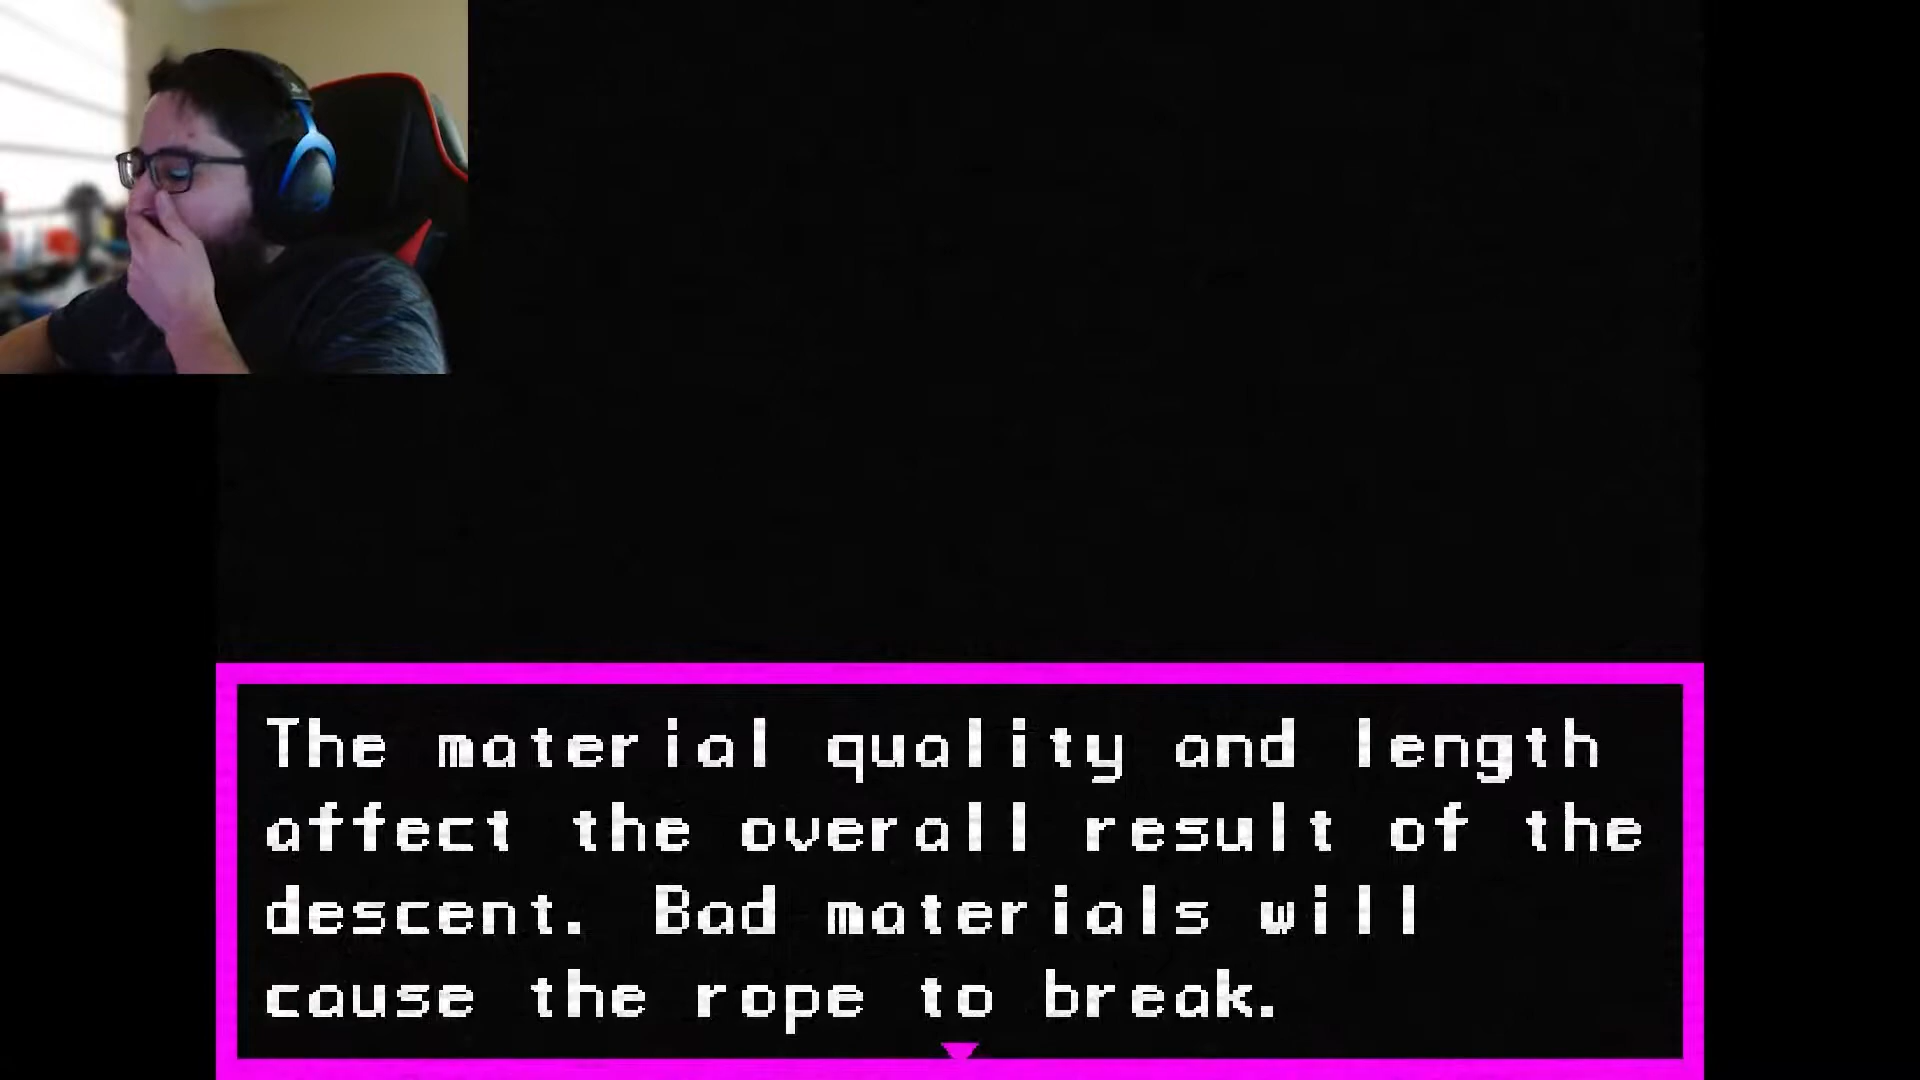 The material quality and length
affect the overall result of the
descent. Bad materials will
cause the rope to break.